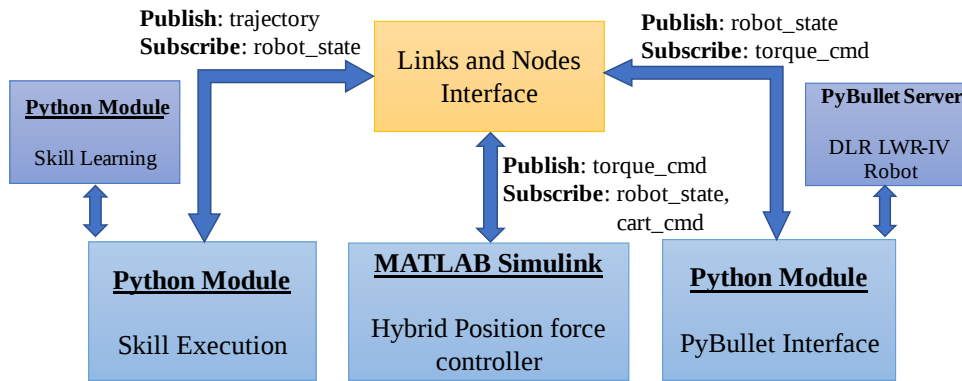 Publish: trajectory
Subscribe: robot_state
Links and Nodes
Interface
Publish: robot_state
Subscribe: torque_cmd
Python Module
Skill Learning
PyBullet Server
DLR LWR-IV
Robot
Publish: torque_cmd
Subscribe: robot_state,
cart_cmd
Python Module
Skill Execution
MATLAB Simulink
Hybrid Position force
controller
Python Module
PyBullet Interface